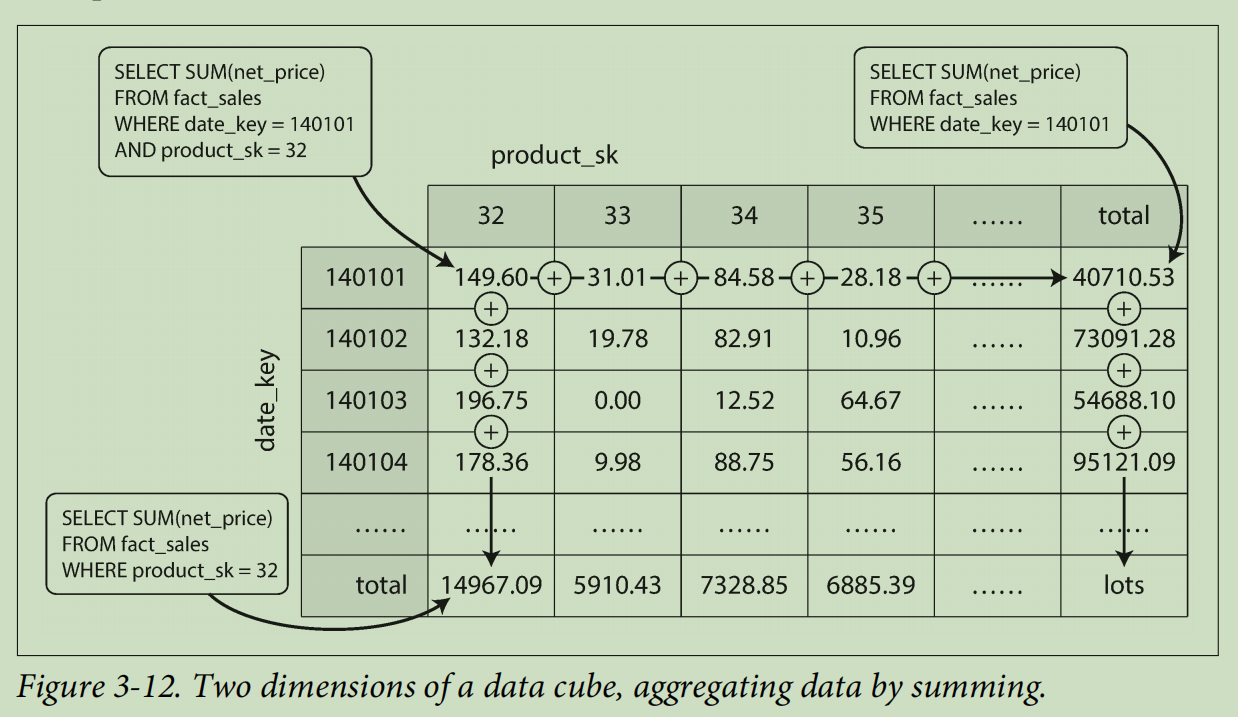 SELECT SUM(net_price)
FROM fact_sales
WHERE date_key = 140101
AND product_sk = 32
SELECT SUM(net_price)
FROM fact_sales
WHERE date_key = 140101
product_sk
32 33 34 35 ...... total
140101 149.60 + 31.01 + 84.58 + 28.18 + ...... 40710.53
+ +
140102 132.18 19.78 82.91 10.96 ...... 73091.28
+ +
date_key
140103 196.75 0.00 12.52 64.67 ...... 54688.10
+ +
140104 178.36 9.98 88.75 56.16 ...... 95121.09
...... ...... ...... ...... ...... ...... ......
total 14967.09 5910.43 7328.85 6885.39 ...... lots
SELECT SUM(net_price)
FROM fact_sales
WHERE product_sk = 32
Figure 3-12. Two dimensions of a data cube, aggregating data by summing.